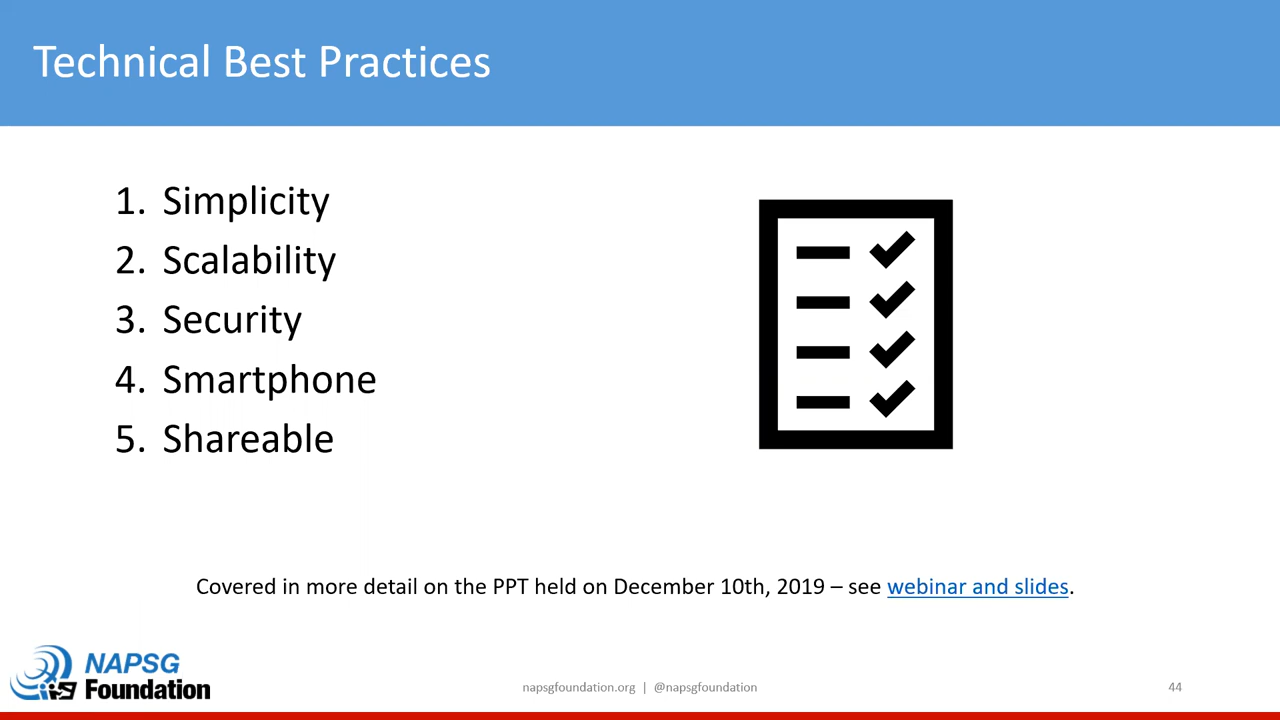 Technical Best Practices
1. Simplicity
2. Scalability
3. Security
4. Smartphone
5. Shareable
Covered in more detail on the PPT held on December 10th, 2019 – see webinar and slides.
NAPSG
Foundation
napsgfoundation.org | @napsgfoundation
44